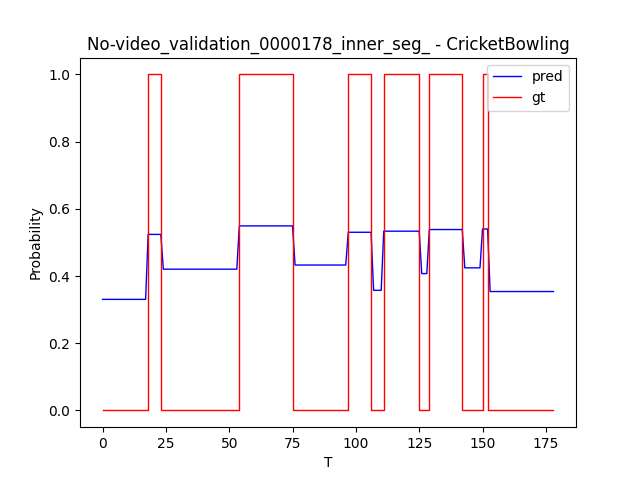 No-video_validation_0000178_inner_seg_ - CricketBowling
pred
gt
1.0
0.8
0.6
0.4
0.2
0.0
Probability
0 25 50 75 100 125 150 175
T